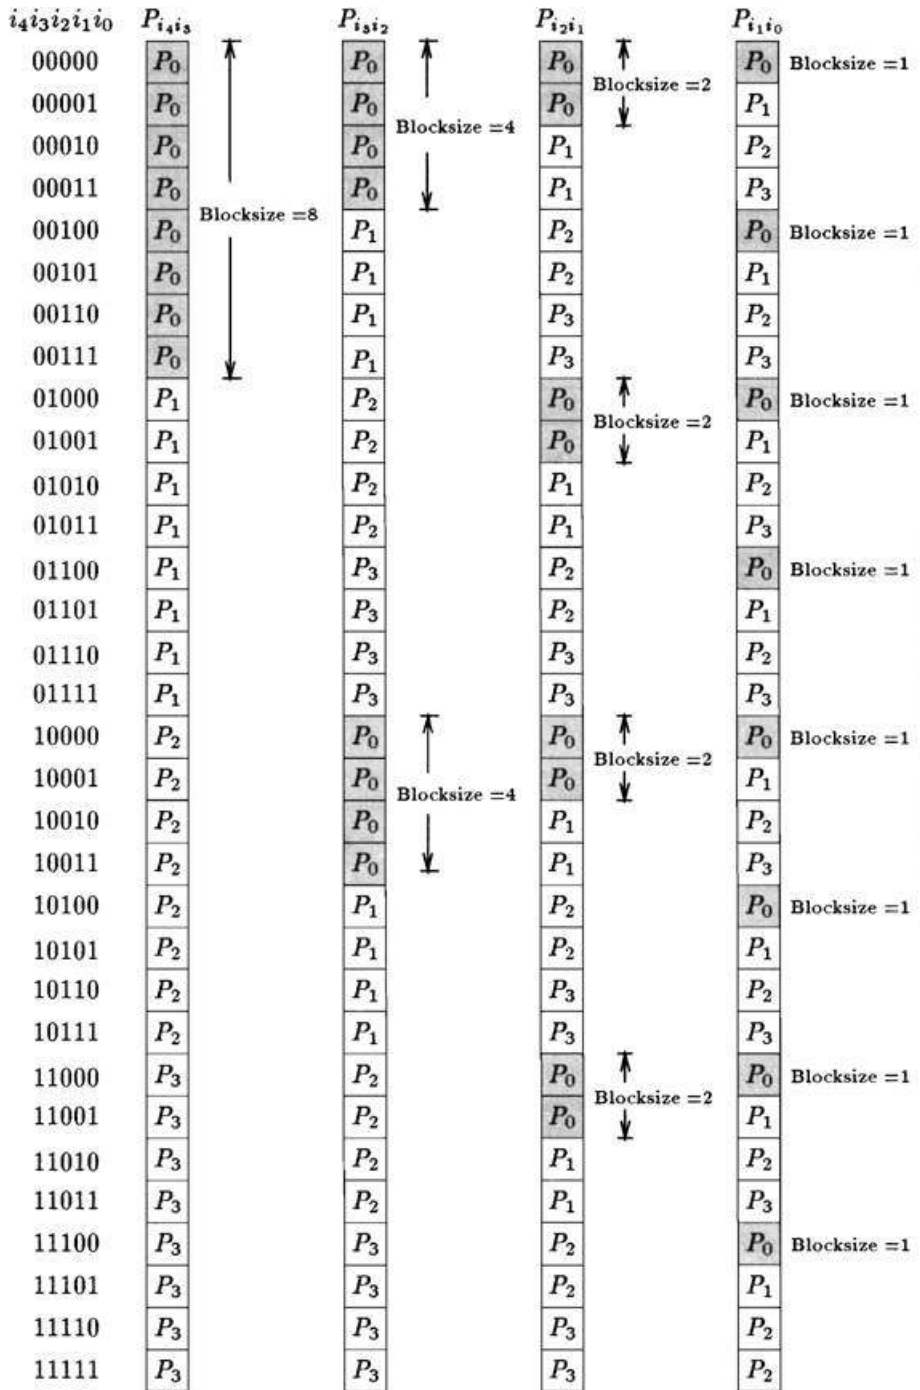 i₄i₃i₂i₁i₀ P_{i₄i₃} P_{i₃i₂} P_{i₂i₁} P_{i₁i₀}
00000 P₀ P₀ P₀ P₀ Blocksize =1
Blocksize =2
00001 P₀ P₀ P₀ P₁
Blocksize =4
00010 P₀ P₀ P₁ P₂
00011 P₀ P₀ P₁ P₃
Blocksize =8
00100 P₀ P₁ P₂ P₀ Blocksize =1
00101 P₀ P₁ P₂ P₁
00110 P₀ P₁ P₃ P₂
00111 P₀ P₁ P₃ P₃
01000 P₁ P₂ P₀ P₀ Blocksize =1
Blocksize =2
01001 P₁ P₂ P₀ P₁
01010 P₁ P₂ P₁ P₂
01011 P₁ P₂ P₁ P₃
01100 P₁ P₃ P₂ P₀ Blocksize =1
01101 P₁ P₃ P₂ P₁
01110 P₁ P₃ P₃ P₂
01111 P₁ P₃ P₃ P₃
10000 P₂ P₀ P₀ P₀ Blocksize =1
Blocksize =2
10001 P₂ P₀ P₀ P₁
Blocksize =4
10010 P₂ P₀ P₁ P₂
10011 P₂ P₀ P₁ P₃
10100 P₂ P₁ P₂ P₀ Blocksize =1
10101 P₂ P₁ P₂ P₁
10110 P₂ P₁ P₃ P₂
10111 P₂ P₁ P₃ P₃
11000 P₃ P₂ P₀ P₀ Blocksize =1
Blocksize =2
11001 P₃ P₂ P₀ P₁
11010 P₃ P₂ P₁ P₂
11011 P₃ P₂ P₁ P₃
11100 P₃ P₃ P₂ P₀ Blocksize =1
11101 P₃ P₃ P₂ P₁
11110 P₃ P₃ P₃ P₂
11111 P₃ P₃ P₃ P₂